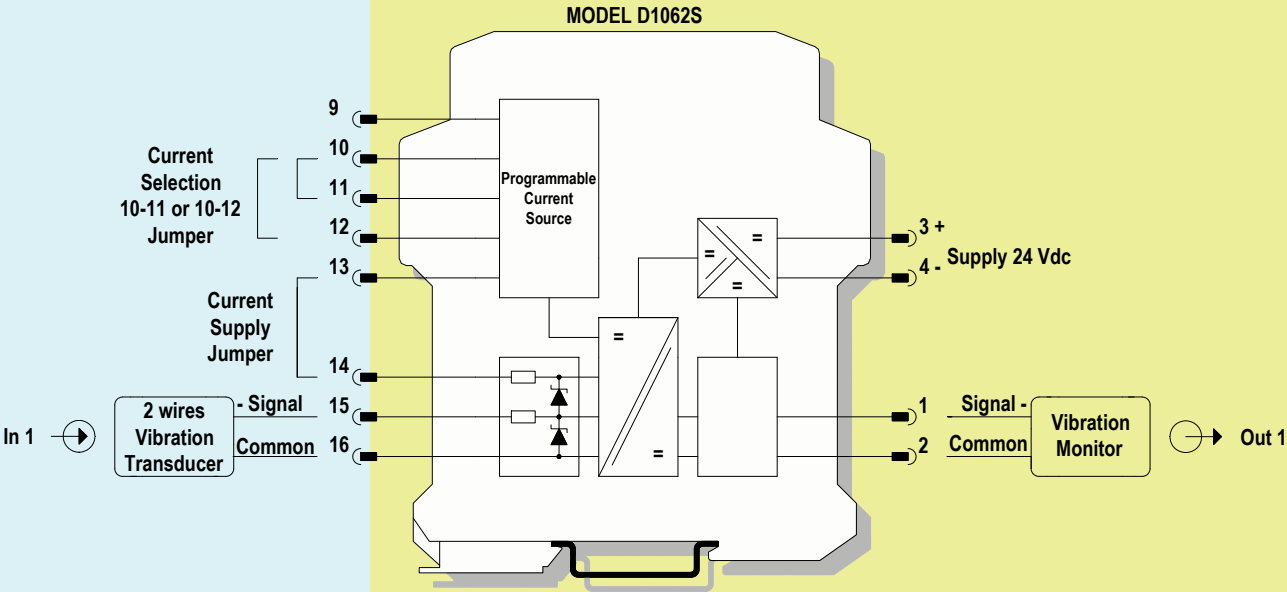 MODEL D1062S
9
10
11
12
13
14
15
16
Current
Selection
10-11 or 10-12
Jumper
Current
Supply
Jumper
Programmable
Current
Source
=
=
=
=
=
3 +
4 -
Supply 24 Vdc
In 1
2 wires
Vibration
Transducer
- Signal
Common
1
2
Signal -
Common
Vibration
Monitor
Out 1